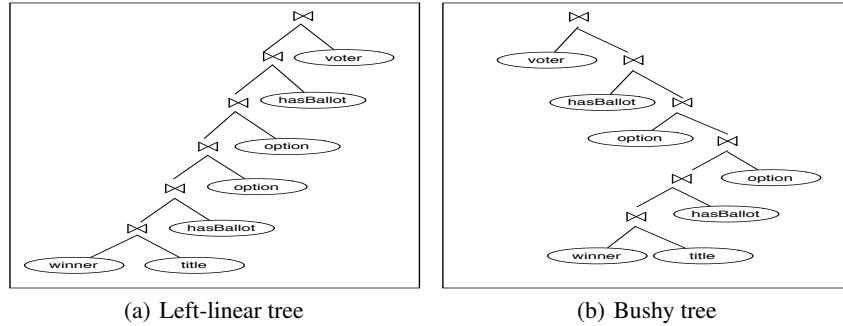 voter
hasBallot
option
option
hasBallot
winner title
(a) Left-linear tree
voter
hasBallot
option
option
hasBallot
winner title
(b) Bushy tree